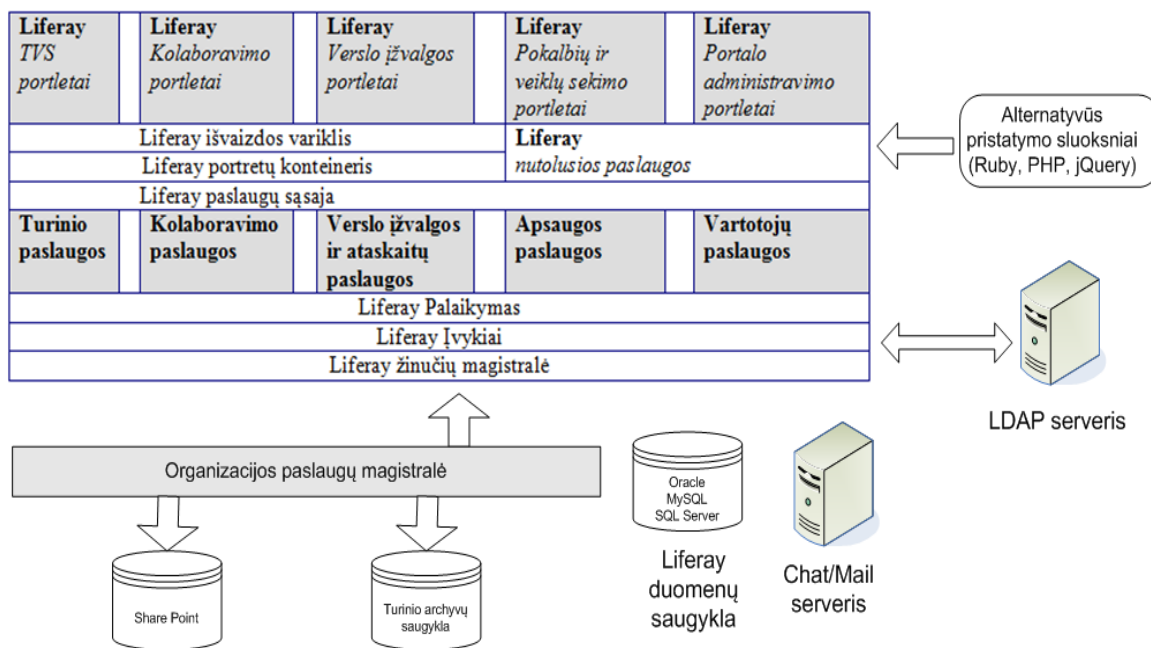 Liferay
TVS
portletai
Liferay
Kolaboravimo
portletai
Liferay
Verslo įžvalgos
portletai
Liferay
Pokalbių ir
veiklų sekimo
portletai
Liferay
Portalo
administravimo
portletai
Liferay išvaizdos variklis
Liferay portretų konteineris
Liferay
nutolusios paslaugos
Liferay paslaugų sąsaja
Turinio
paslaugos
Kolaboravimo
paslaugos
Verslo įžvalgos
ir ataskaitų
paslaugos
Apsaugos
paslaugos
Vartotojų
paslaugos
Liferay Palaikymas
Liferay Įvykiai
Liferay žinučių magistralė
Alternatyvūs
pristatymo sluoksniai
(Ruby, PHP, jQuery)
LDAP serveris
Organizacijos paslaugų magistralė
Share Point
Turinio archyvų
saugykla
Oracle
MySQL
SQL Server
Liferay
duomenų
saugykla
Chat/Mail
serveris